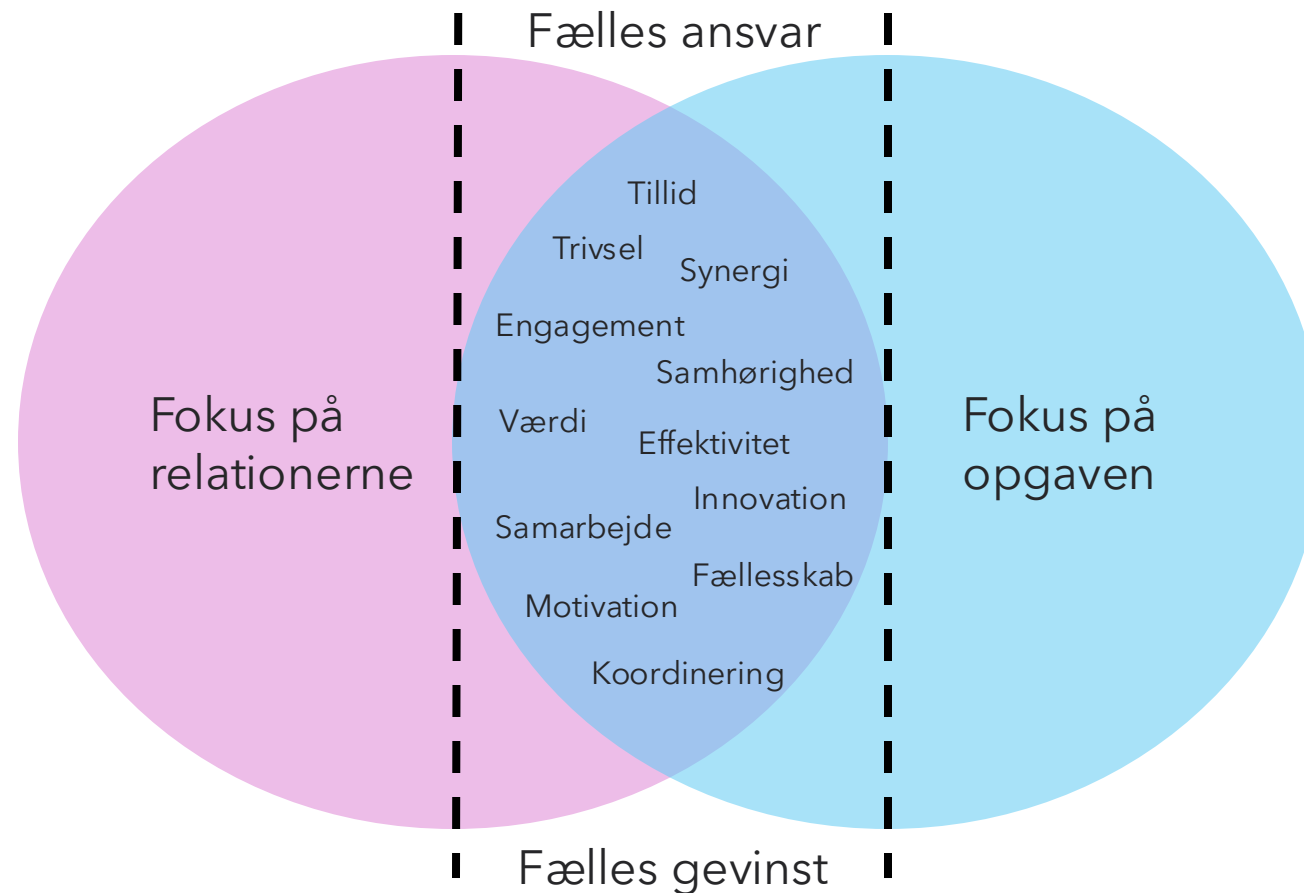 Fælles ansvar
Tillid
Trivsel
Synergi
Engagement
Samhørighed
Fokus på
relationerne
Værdi
Effektivitet
Fokus på
opgaven
Innovation
Samarbejde
Fællesskab
Motivation
Koordinering
Fælles gevinst